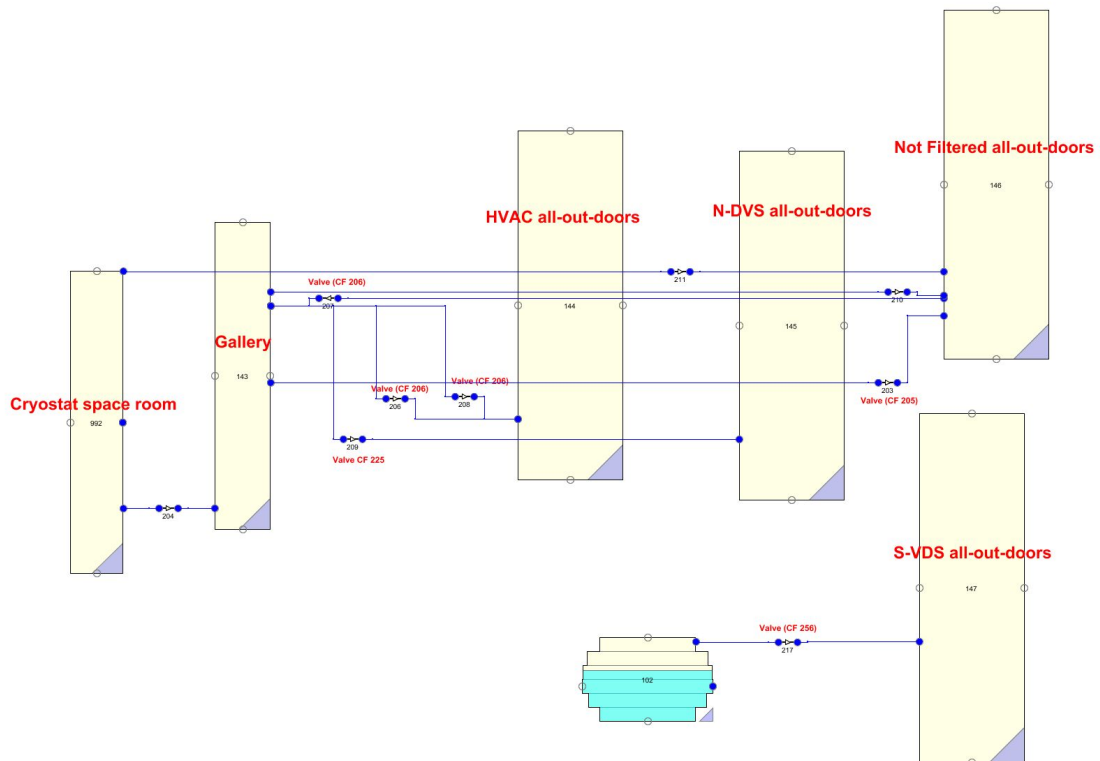 Not Filtered all-out-doors
146
N-DVS all-out-doors
HVAC all-out-doors
211
Valve (CF 206)
207
210
144
145
Gallery
143
Valve (CF 206)
Valve (CF 206)
203
Valve (CF 205)
206
208
Cryostat space room
992
209
Valve CF 225
204
S-VDS all-out-doors
147
Valve (CF 256)
217
102